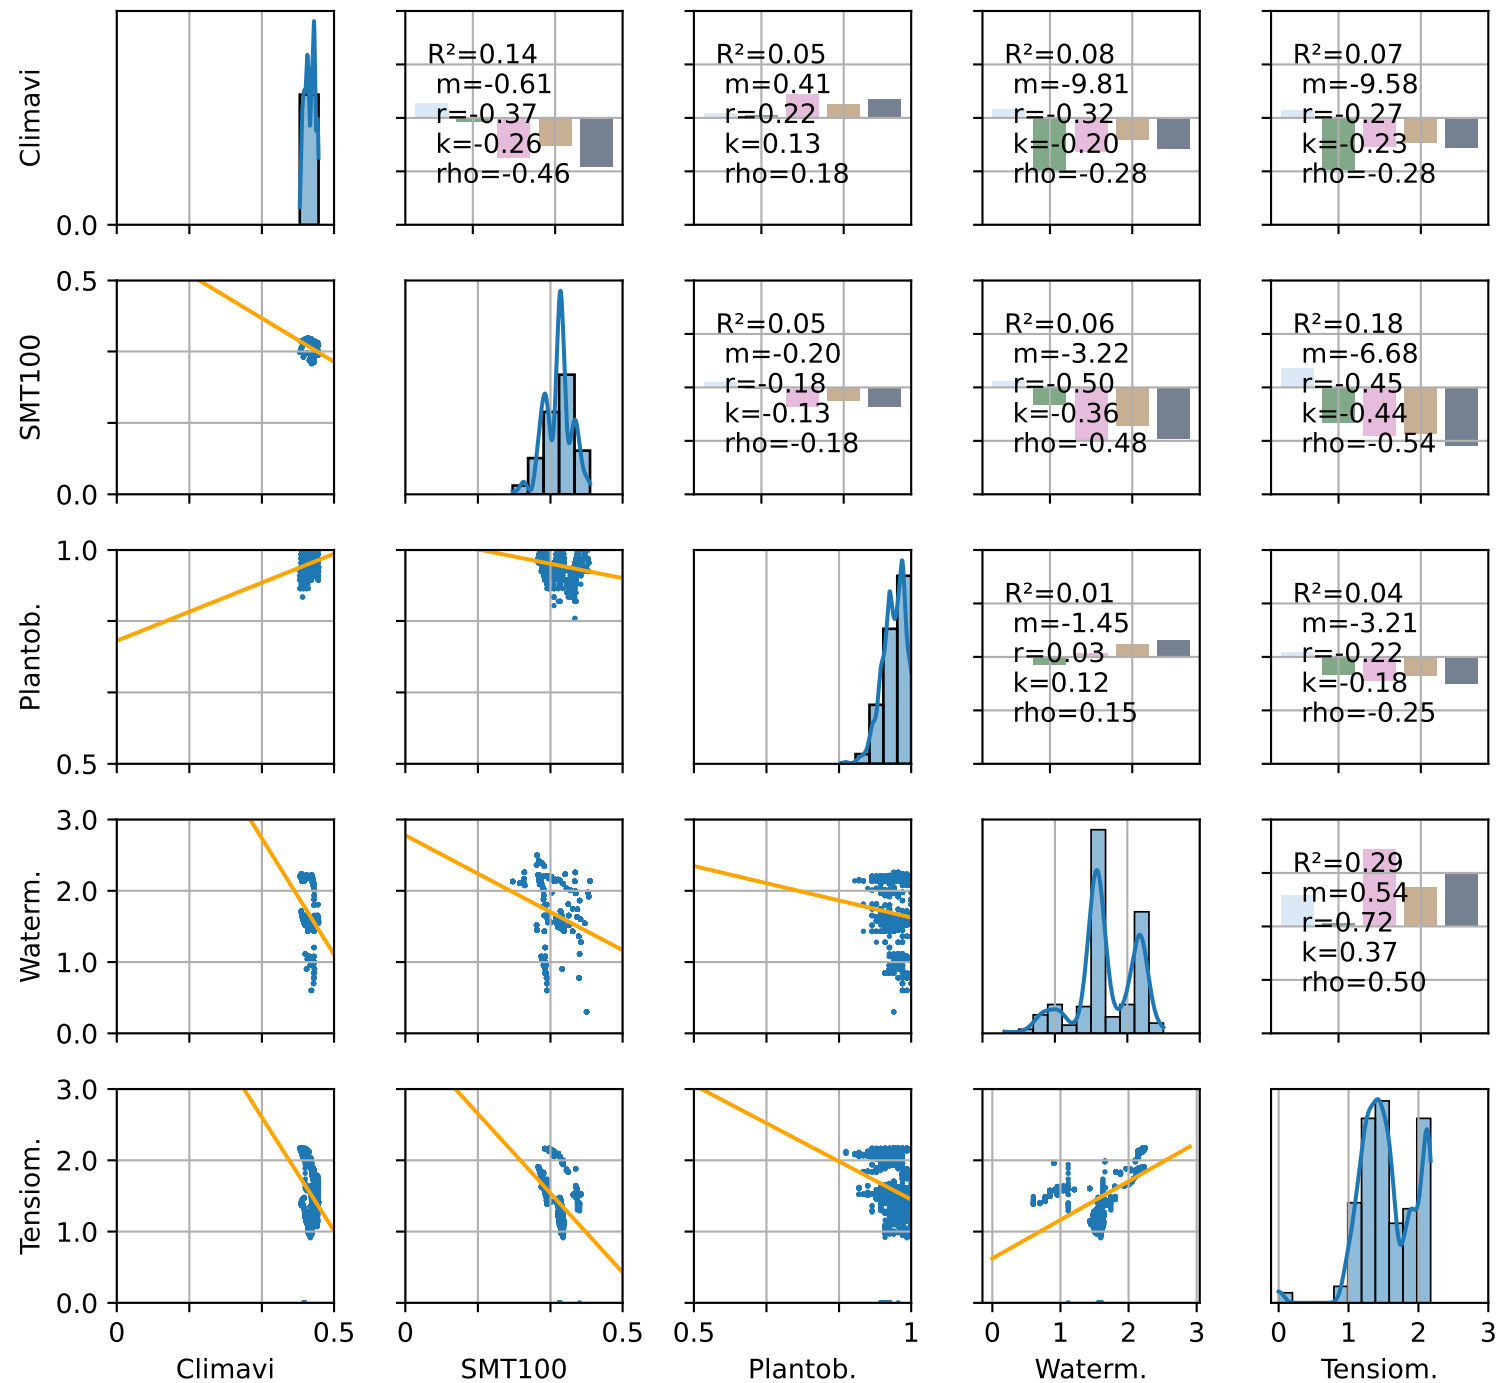 Climavi
0.0
R²=0.14
m=-0.61
r=-0.37
k=-0.26
rho=-0.46
R²=0.05
m=0.41
r=0.22
k=0.13
rho=0.18
R²=0.08
m=-9.81
r=-0.32
k=-0.20
rho=-0.28
R²=0.07
m=-9.58
r=-0.27
k=-0.23
rho=-0.28
SMT100
0.5
0.0
R²=0.05
m=-0.20
r=-0.18
k=-0.13
rho=-0.18
R²=0.06
m=-3.22
r=-0.50
k=-0.36
rho=-0.48
R²=0.18
m=-6.68
r=-0.45
k=-0.44
rho=-0.54
Plantob.
1.0
0.5
R²=0.01
m=-1.45
r=0.03
k=0.12
rho=0.15
R²=0.04
m=-3.21
r=-0.22
k=-0.18
rho=-0.25
Waterm.
3.0
2.0
1.0
0.0
R²=0.29
m=0.54
r=0.72
k=0.37
rho=0.50
Tensiom.
3.0
2.0
1.0
0.0
0 0.5
0 0.5
0.5 1
0 1 2 3
0 1 2 3
Climavi
SMT100
Plantob.
Waterm.
Tensiom.